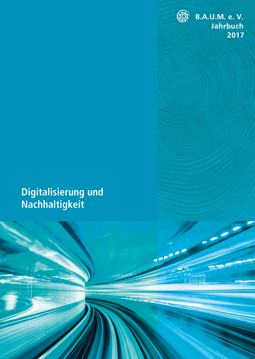 B.A.U.M. e. V.
Jahrbuch
2017
Digitalisierung und
Nachhaltigkeit